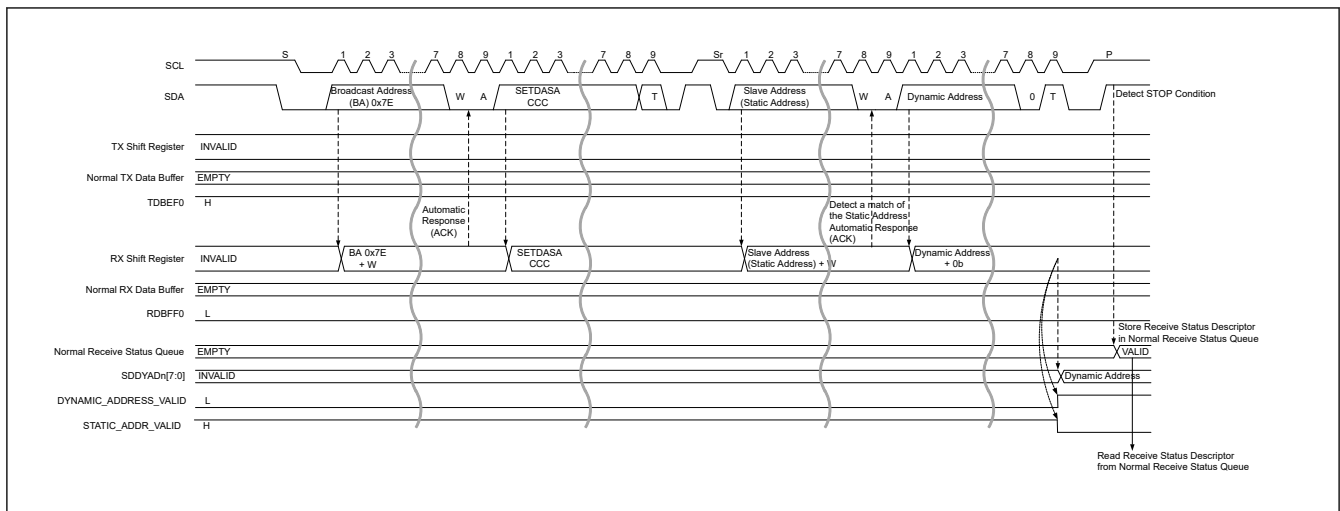 S 1 2 3 7 8 9 1 2 3 7 8 9 Sr 1 2 3 7 8 9 1 2 3 7 8 9 P
SCL
SDA
Broadcast Address
(BA) 0x7E
W A
SETDASA
CCC
T
Slave Address
(Static Address)
W A
Dynamic Address
0 T
Detect STOP Condition
TX Shift Register INVALID
Normal TX Data Buffer EMPTY
TDBEF0 H
Automatic
Response
(ACK)
Detect a match of
the Static Address
Automatic Response
(ACK)
RX Shift Register INVALID
BA 0x7E
+ W
SETDASA
CCC
Slave Address
(Static Address) + W
Dynamic Address
+ 0b
Normal RX Data Buffer EMPTY
RDBFF0 L
Store Receive Status Descriptor
in Normal Receive Status Queue
Normal Receive Status Queue EMPTY VALID
SDDYADn[7:0] INVALID Dynamic Address
DYNAMIC_ADDRESS_VALID L
STATIC_ADDR_VALID H
Read Receive Status Descriptor
from Normal Receive Status Queue